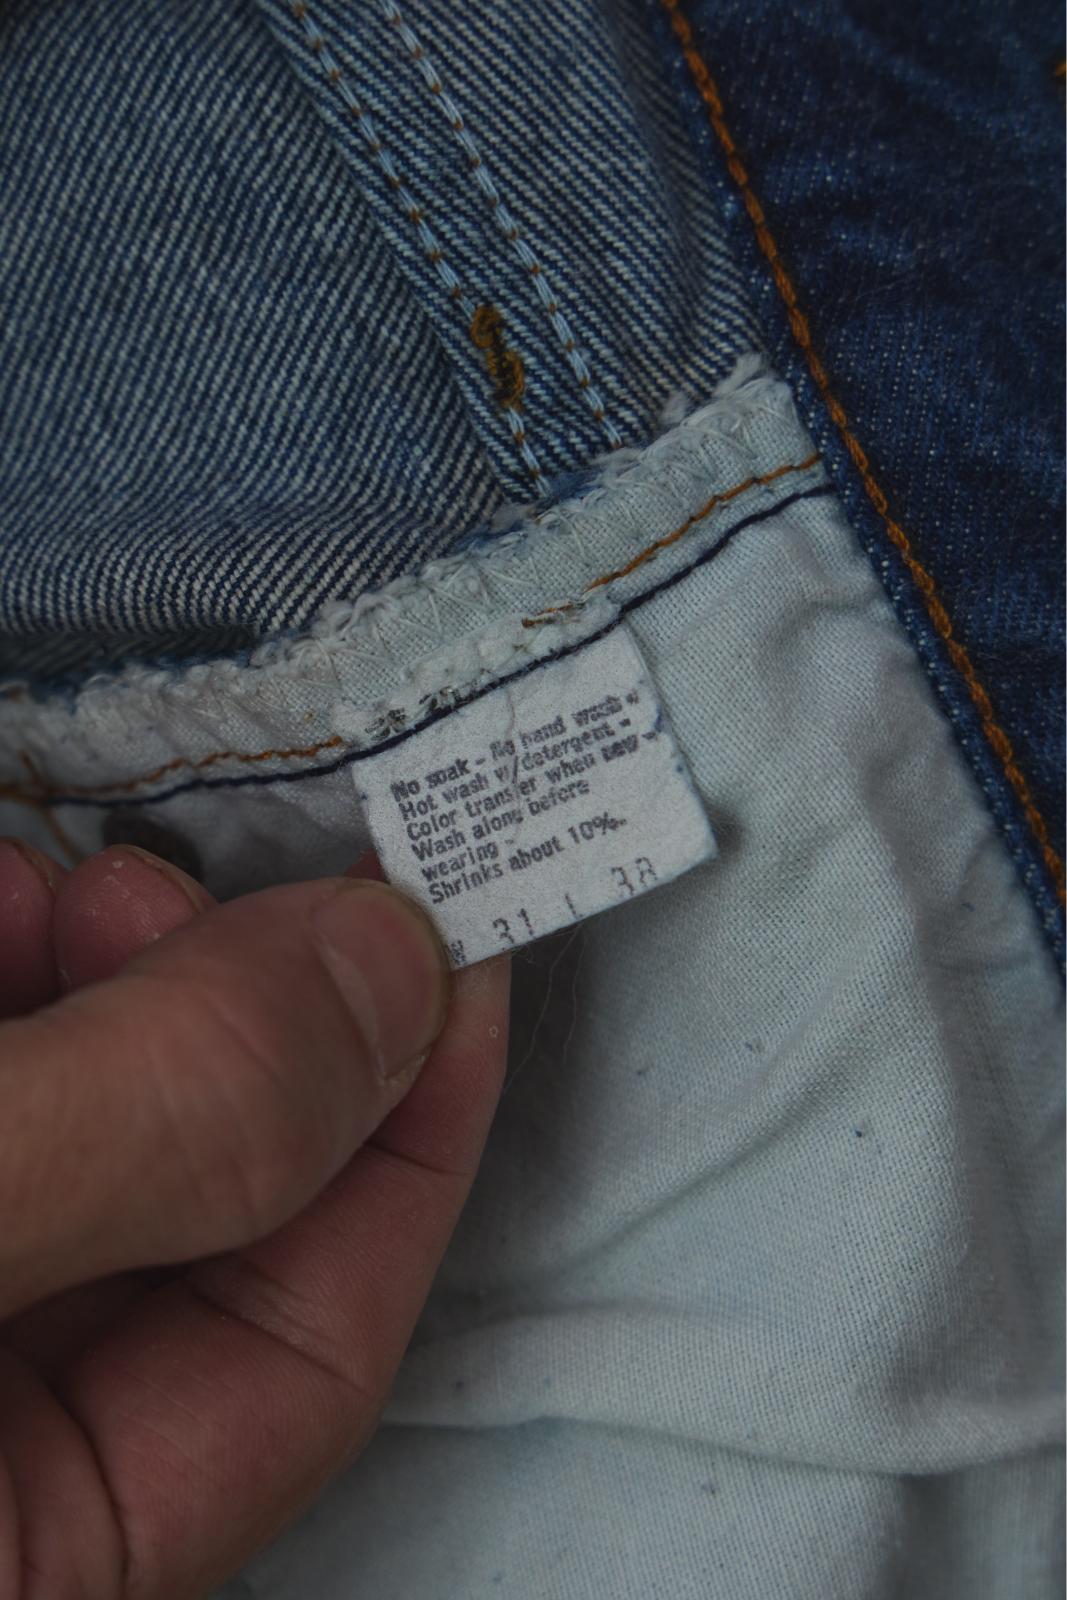 No soak - No hand wash -
Hot wash w/detergent. -
Color transfer when new -
Wash along before
wearing -
Shrinks about 10%.
W 31 L 38